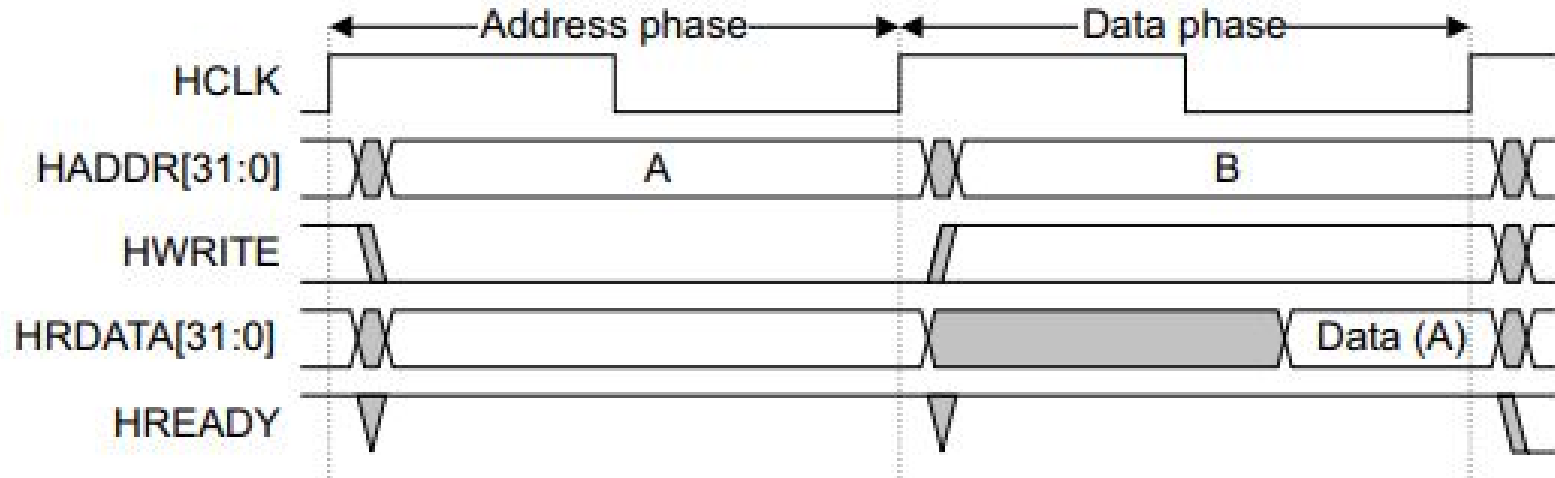 Address phase Data phase
HCLK
HADDR[31:0] A B
HWRITE
HRDATA[31:0] Data (A)
HREADY